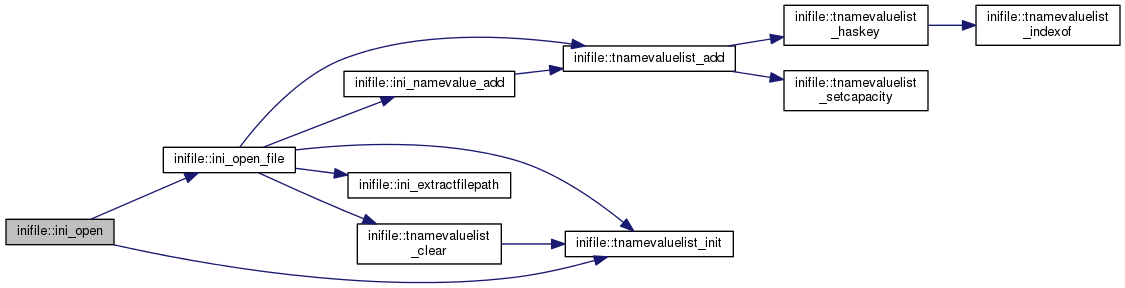 inifile::tnamevaluelist
_haskey
inifile::tnamevaluelist
_indexof
inifile::tnamevaluelist_add
inifile::ini_namevalue_add
inifile::tnamevaluelist
_setcapacity
inifile::ini_open_file
inifile::ini_extractfilepath
inifile::ini_open
inifile::tnamevaluelist
_clear
inifile::tnamevaluelist_init